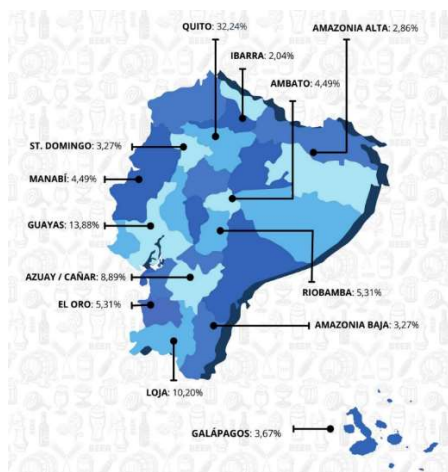 QUITO: 32,24%
AMAZONIA ALTA: 2,86%
IBARRA: 2,04%
AMBATO: 4,49%
ST. DOMINGO: 3,27%
MANABÍ: 4,49%
GUAYAS: 13,88%
AZUAY / CAÑAR: 8,89%
RIOBAMBA: 5,31%
EL ORO: 5,31%
AMAZONIA BAJA: 3,27%
LOJA: 10,20%
GALÁPAGOS: 3,67%